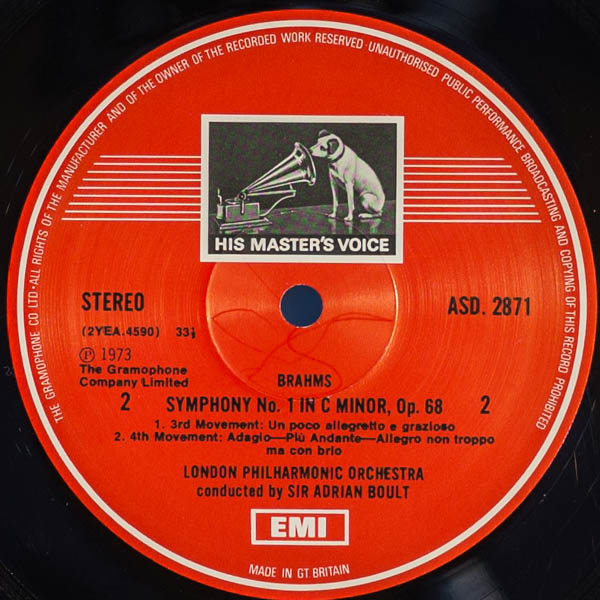 THE GRAMOPHONE CO LTD · ALL RIGHTS OF THE MANUFACTURER AND OF THE OWNER OF THE RECORDED WORK RESERVED · UNAUTHORISED PUBLIC PERFORMANCE BROADCASTING AND COPYING OF THIS RECORD PROHIBITED
HIS MASTER'S VOICE
STEREO ASD. 2871
(2YEA.4590) 33⅓
Ⓟ 1973
The Gramophone
Company Limited
BRAHMS
2 SYMPHONY No. 1 IN C MINOR, Op. 68 2
1. 3rd Movement: Un poco allegretto e grazioso
2. 4th Movement: Adagio—Più Andante—Allegro non troppo
ma con brio
LONDON PHILHARMONIC ORCHESTRA
conducted by SIR ADRIAN BOULT
EMI
MADE IN GT. BRITAIN